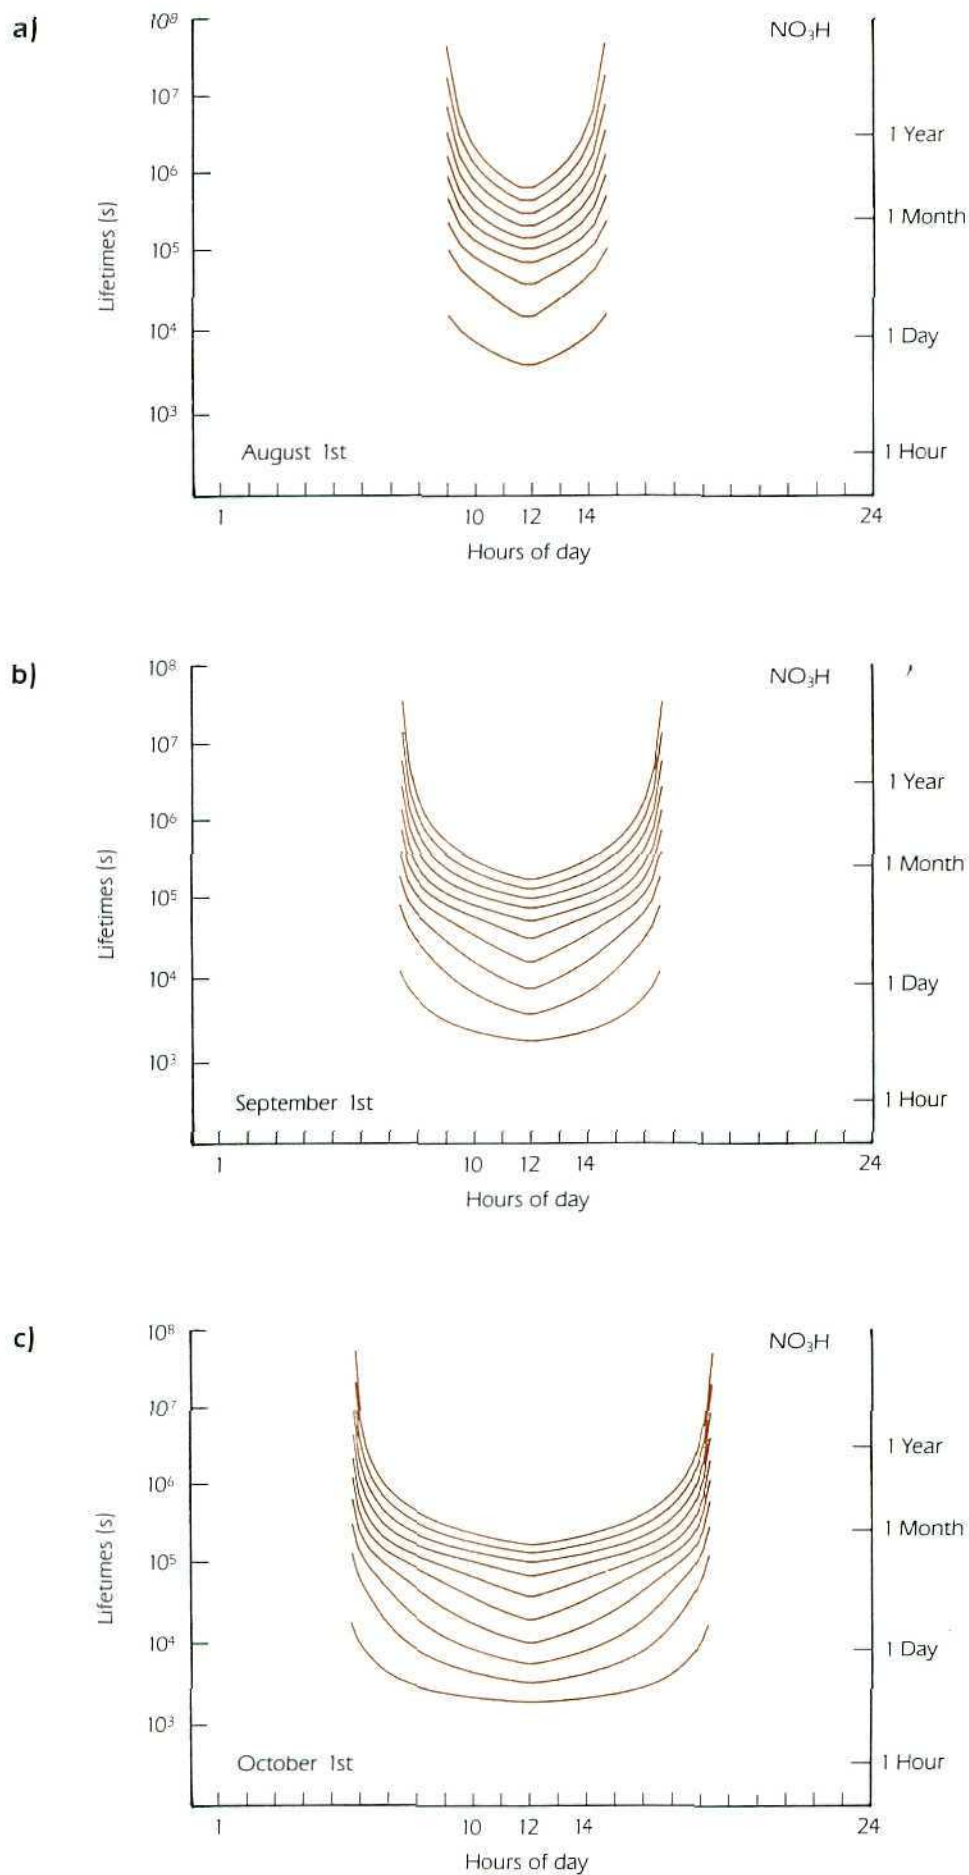 a)
NO₃H
10⁸
10⁷
10⁶
10⁵
10⁴
10³
Lifetimes (s)
1 Year
1 Month
1 Day
1 Hour
August 1st
1 10 12 14 24
Hours of day
b)
NO₃H
10⁸
10⁷
10⁶
10⁵
10⁴
10³
Lifetimes (s)
1 Year
1 Month
1 Day
1 Hour
September 1st
1 10 12 14 24
Hours of day
c)
NO₃H
10⁸
10⁷
10⁶
10⁵
10⁴
10³
Lifetimes (s)
1 Year
1 Month
1 Day
1 Hour
October 1st
1 10 12 14 24
Hours of day